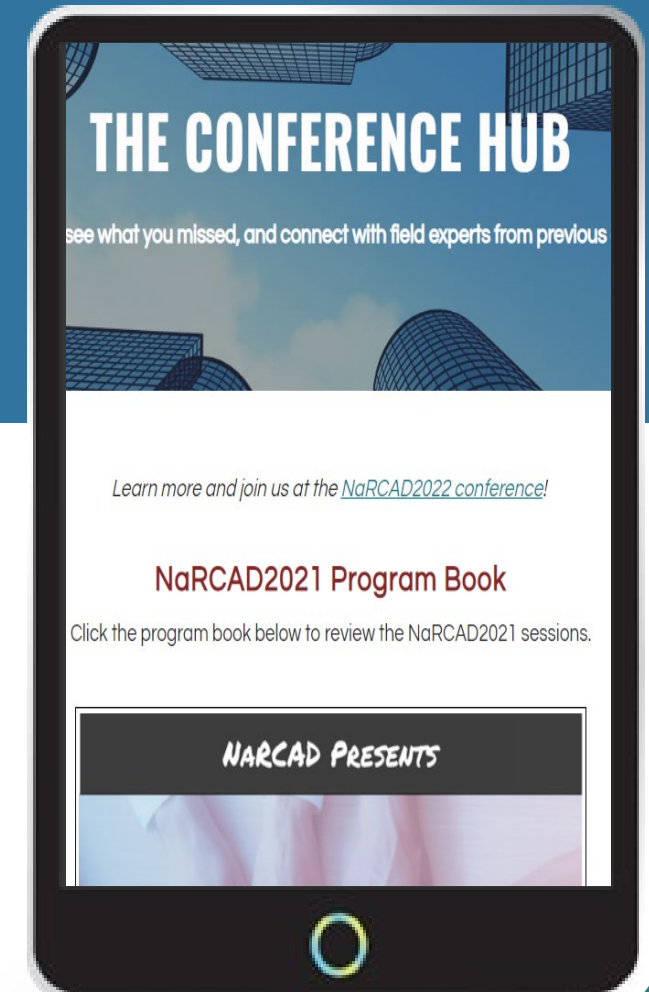 THE CONFERENCE HUB
see what you missed, and connect with field experts from previous
Learn more and join us at the NaRCAD2022 conference!
NaRCAD2021 Program Book
Click the program book below to review the NaRCAD2021 sessions.
NaRCAD Presents